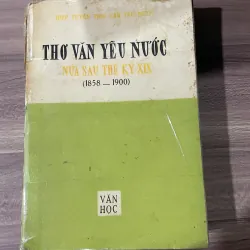 THƠ VĂN YÊU NƯỚC
NỬA SAU THẾ KỶ XIX
(1858 — 1900)
VĂN
HỌC